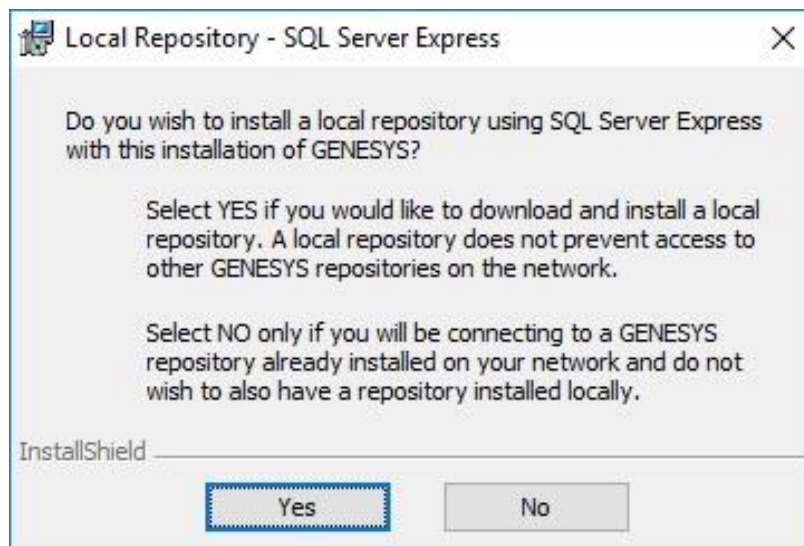 Local Repository - SQL Server Express
Do you wish to install a local repository using SQL Server Express
with this installation of GENESYS?
Select YES if you would like to download and install a local
repository. A local repository does not prevent access to
other GENESYS repositories on the network.
Select NO only if you will be connecting to a GENESYS
repository already installed on your network and do not
wish to also have a repository installed locally.
InstallShield
Yes
No